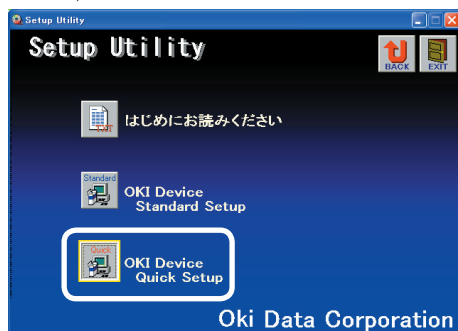 Setup Utility
Setup Utility
BACK
EXIT
TXT
はじめにお読みください
Standard
OKI Device
Standard Setup
Quick
OKI Device
Quick Setup
Oki Data Corporation